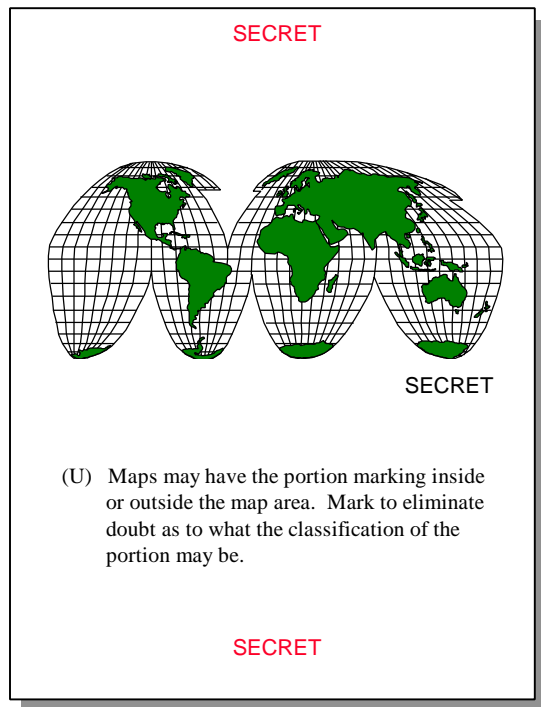 SECRET
SECRET
(U) Maps may have the portion marking inside
or outside the map area. Mark to eliminate
doubt as to what the classification of the
portion may be.
SECRET